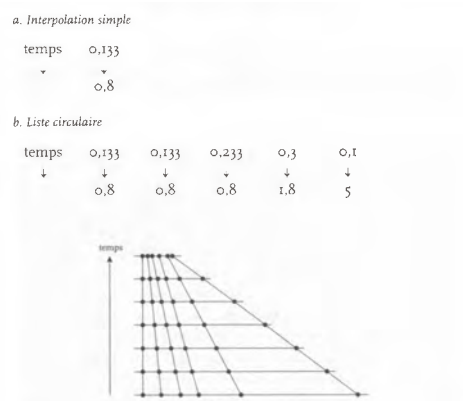 a. Interpolation simple
temps 0,133
0,8
b. Liste circulaire
temps 0,133 0,133 0,233 0,3 0,1
0,8 0,8 0,8 1,8 5
temps